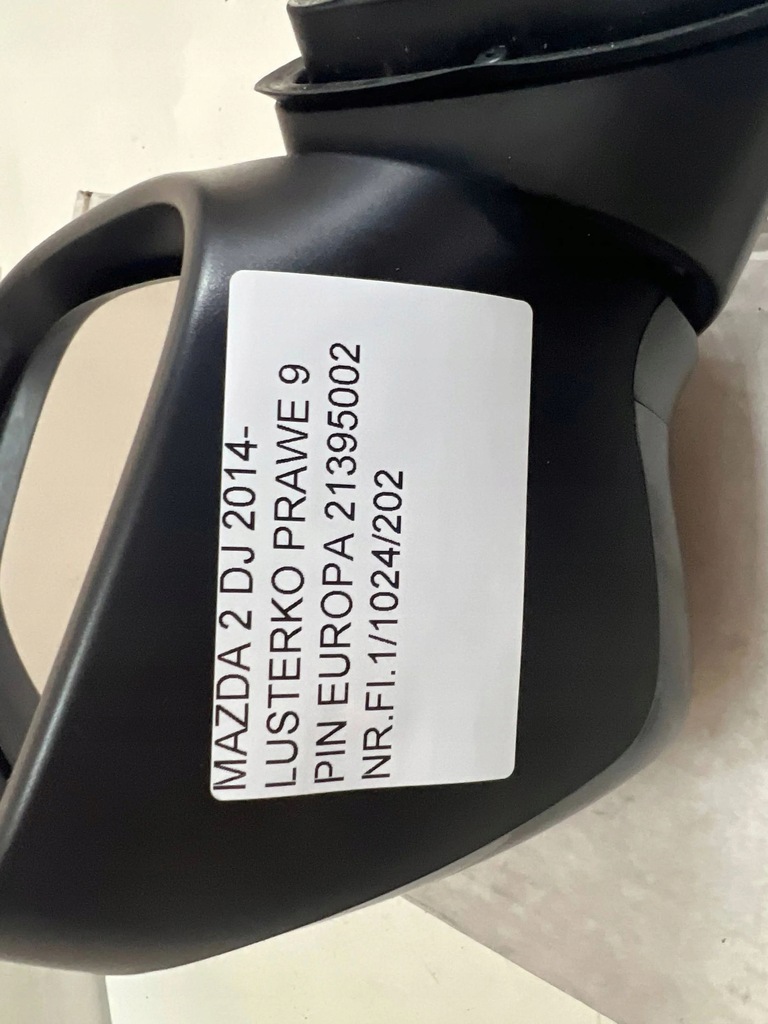 MAZDA 2 DJ 2014-
LUSTERKO PRAWE 9
PIN EUROPA 21395002
NR.FI.1/1024/202